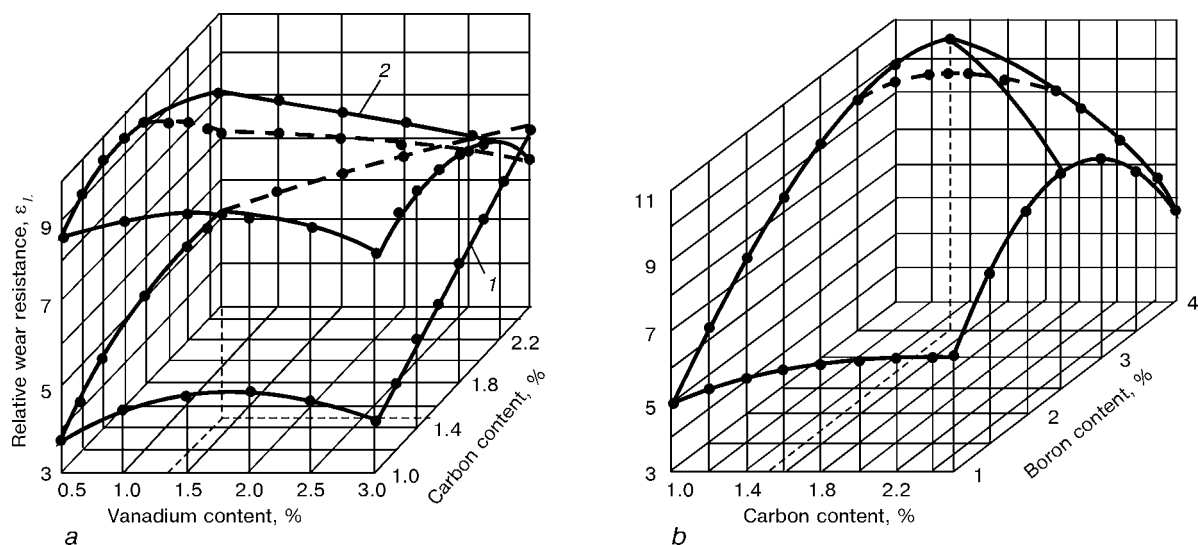 Relative wear resistance, ε₁.
9
7
5
3
0.5 1.0 1.5 2.0 2.5 3.0
Vanadium content, %
1.0
1.4
1.8
2.2
Carbon content, %
2
1
a
11
9
7
5
3
1.0 1.4 1.8 2.2
Carbon content, %
1
2
3
4
Boron content, %
b